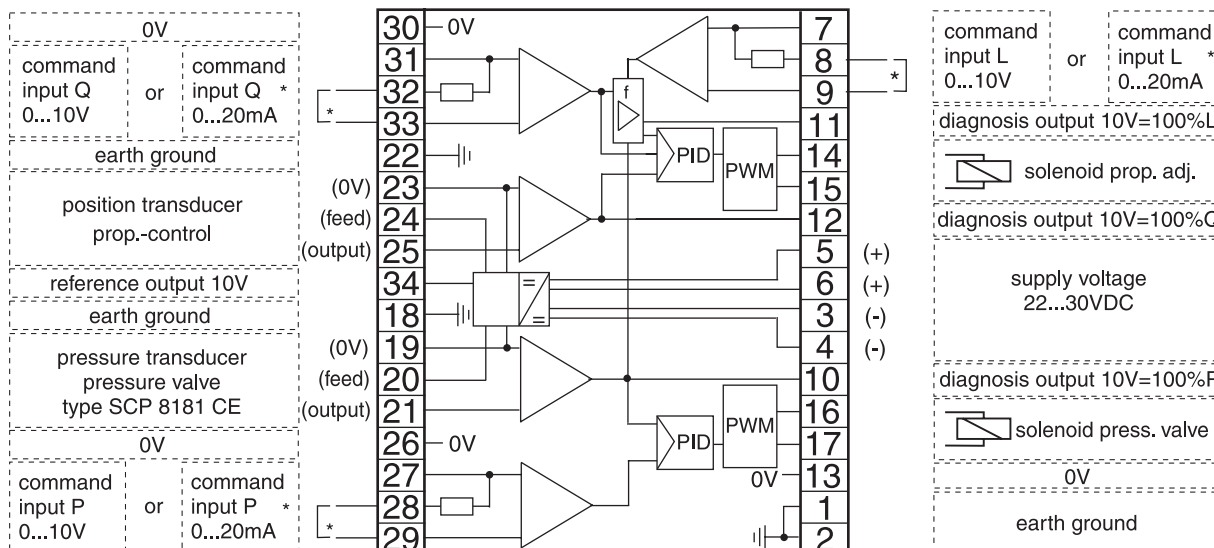 0V
command
input Q
0...10V
or
command
input Q *
0...20mA
earth ground
position transducer
prop.-control
reference output 10V
earth ground
pressure transducer
pressure valve
type SCP 8181 CE
0V
command
input P
0...10V
or
command
input P *
0...20mA
*
(0V)
(feed)
(output)
(0V)
(feed)
(output)
*
30
31
32
33
22
23
24
25
34
18
19
20
21
26
27
28
29
0V
0V
f
PID
PWM
=
=
PID
PWM
0V
7
8
9
11
14
15
12
5
6
3
4
10
16
17
13
1
2
*
(+)
(+)
(-)
(-)
command
input L
0...10V
or
command
input L *
0...20mA
diagnosis output 10V=100%L
solenoid prop. adj.
diagnosis output 10V=100%Q
supply voltage
22...30VDC
diagnosis output 10V=100%P
solenoid press. valve
0V
earth ground